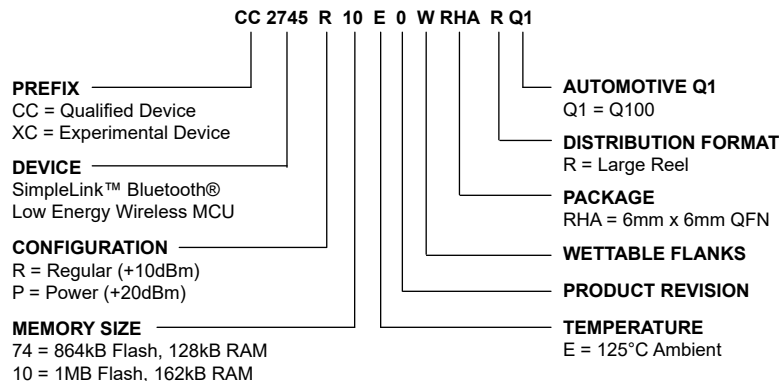 CC 2745 R 10 E 0 W RHA R Q1
PREFIX
CC = Qualified Device
XC = Experimental Device
DEVICE
SimpleLink™ Bluetooth®
Low Energy Wireless MCU
CONFIGURATION
R = Regular (+10dBm)
P = Power (+20dBm)
MEMORY SIZE
74 = 864kB Flash, 128kB RAM
10 = 1MB Flash, 162kB RAM
AUTOMOTIVE Q1
Q1 = Q100
DISTRIBUTION FORMAT
R = Large Reel
PACKAGE
RHA = 6mm x 6mm QFN
WETTABLE FLANKS
PRODUCT REVISION
TEMPERATURE
E = 125°C Ambient